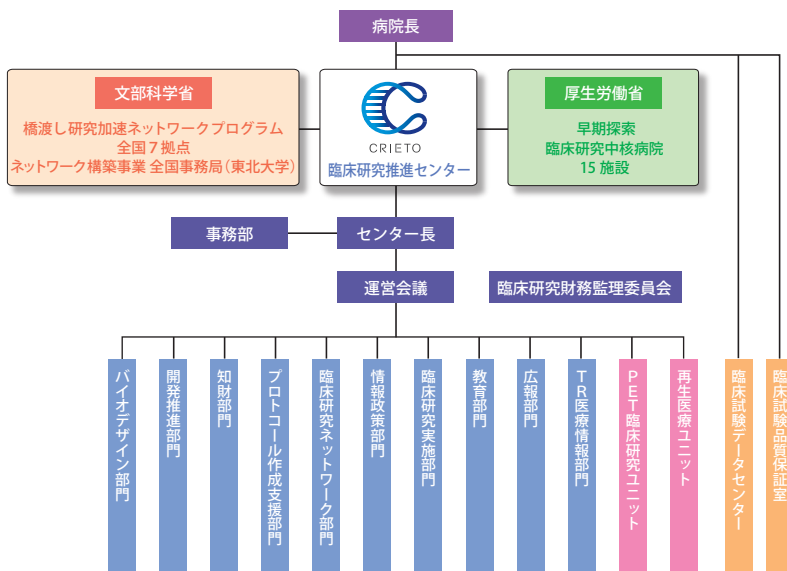 病院長
文部科学省
橋渡し研究加速ネットワークプログラム
全国7拠点
ネットワーク構築事業 全国事務局(東北大学)
CRIETO
臨床研究推進センター
厚生労働省
早期探索
臨床研究中核病院
15 施設
事務部
センター長
運営会議
臨床研究財務監理委員会
バイオデザイン部門
開発推進部門
知財部門
プロトコール作成支援部門
臨床研究ネットワーク部門
情報政策部門
臨床研究実施部門
教育部門
広報部門
TR医療情報部門
PET臨床研究ユニット
再生医療ユニット
臨床試験データセンター
臨床試験品質保証室